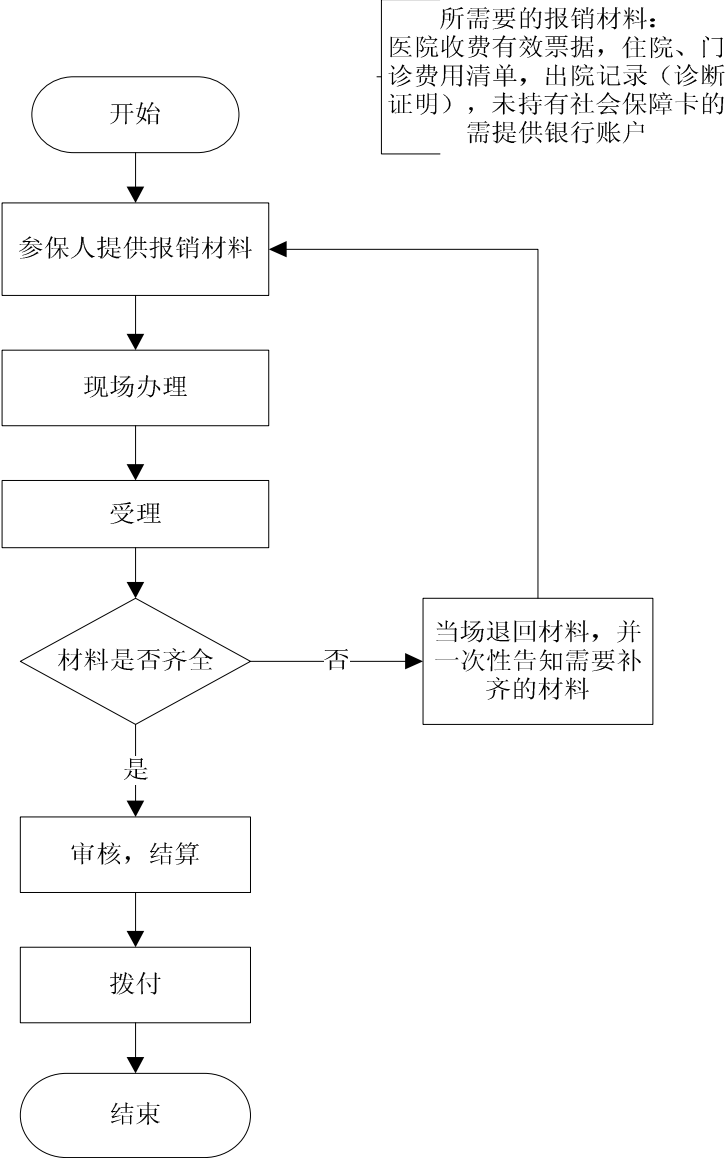 所需要的报销材料：
医院收费有效票据，住院、门
诊费用清单，出院记录（诊断
证明），未持有社会保障卡的
需提供银行账户
开始
参保人提供报销材料
现场办理
受理
材料是否齐全
否
当场退回材料，并
一次性告知需要补
齐的材料
是
审核，结算
拨付
结束